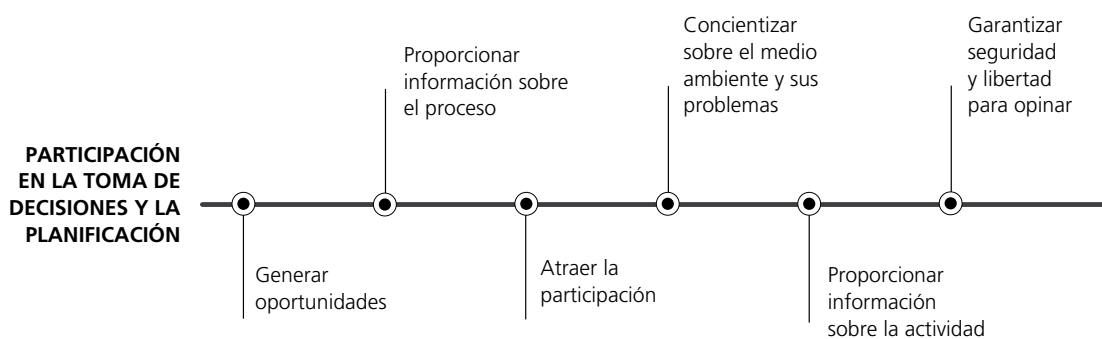 PARTICIPACIÓN
EN LA TOMA DE
DECISIONES Y LA
PLANIFICACIÓN
Generar
oportunidades
Proporcionar
información sobre
el proceso
Atraer la
participación
Concientizar
sobre el medio
ambiente y sus
problemas
Proporcionar
información
sobre la actividad
Garantizar
seguridad
y libertad
para opinar